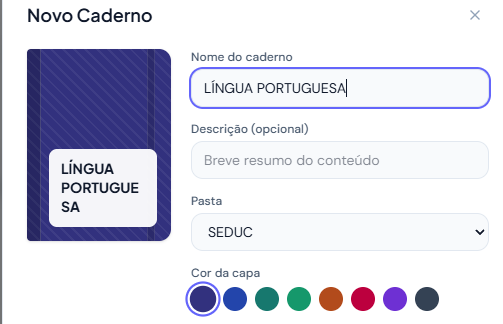 Novo Caderno
LÍNGUA
PORTUGUE
SA
Nome do caderno
LÍNGUA PORTUGUESA
Descrição (opcional)
Breve resumo do conteúdo
Pasta
SEDUC
Cor da capa